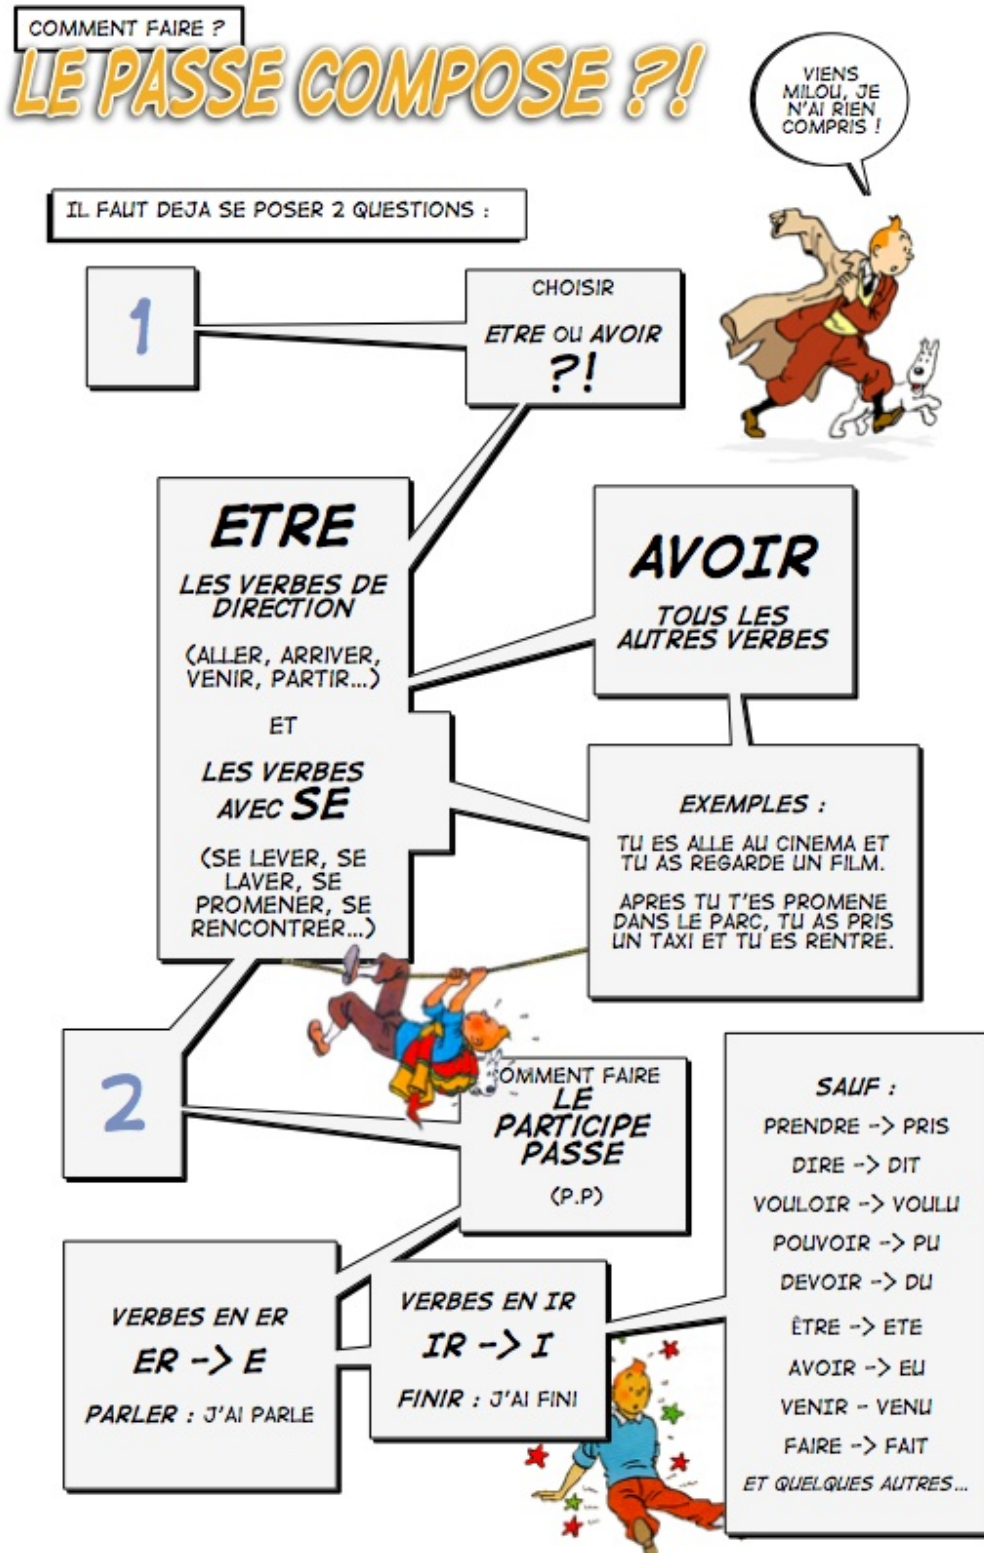 COMMENT FAIRE ?
LE PASSE COMPOSE ?!
VIENS
MILOU, JE
N'AI RIEN
COMPRIS !
IL FAUT DEJA SE POSER 2 QUESTIONS :
1
CHOISIR
ETRE OU AVOIR
?!
ETRE
LES VERBES DE
DIRECTION
(ALLER, ARRIVER,
VENIR, PARTIR...)
ET
LES VERBES
AVEC SE
(SE LEVER, SE
LAVER, SE
PROMENER, SE
RENCONTRER...)
AVOIR
TOUS LES
AUTRES VERBES
EXEMPLES :
TU ES ALLE AU CINEMA ET
TU AS REGARDE UN FILM.
APRES TU T'ES PROMENE
DANS LE PARC, TU AS PRIS
UN TAXI ET TU ES RENTRE.
2
OMMENT FAIRE
LE
PARTICIPE
PASSE
(P.P)
VERBES EN ER
ER -> E
PARLER : J'AI PARLE
VERBES EN IR
IR -> I
FINIR : J'AI FINI
SAUF :
PRENDRE -> PRIS
DIRE -> DIT
VOULOIR -> VOULU
POUVOIR -> PU
DEVOIR -> DU
ÊTRE -> ETE
AVOIR -> EU
VENIR - VENU
FAIRE -> FAIT
ET QUELQUES AUTRES...